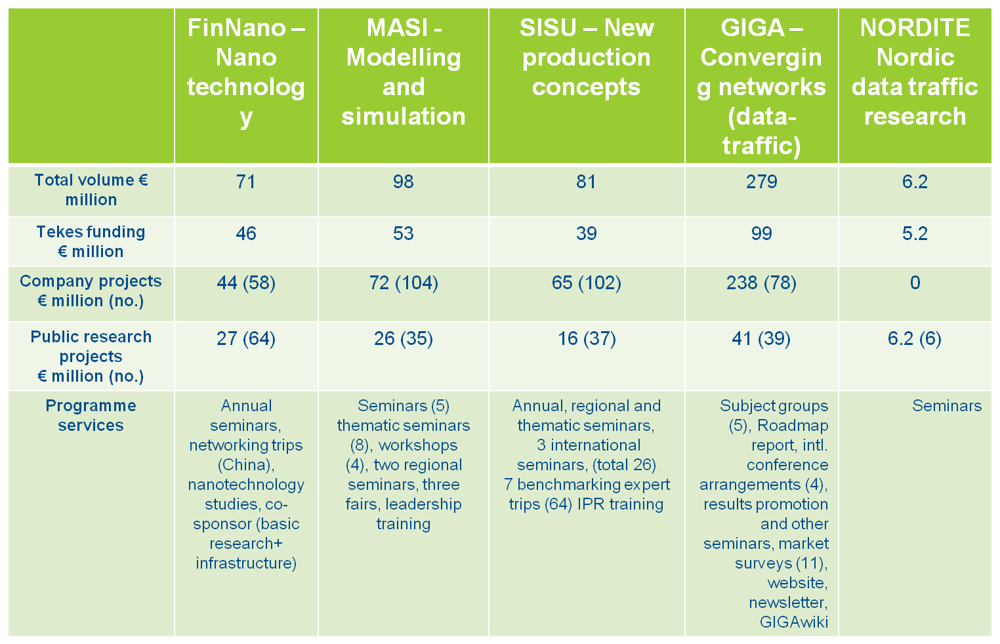 FinNano –
Nano
technolog
y
MASI -
Modelling
and
simulation
SISU – New
production
concepts
GIGA –
Convergin
g networks
(data-
traffic)
NORDITE
Nordic
data traffic
research
Total volume €
million
71
98
81
279
6.2
Tekes funding
€ million
46
53
39
99
5.2
Company projects
€ million (no.)
44 (58)
72 (104)
65 (102)
238 (78)
0
Public research
projects
€ million (no.)
27 (64)
26 (35)
16 (37)
41 (39)
6.2 (6)
Programme
services
Annual
seminars,
networking trips
(China),
nanotechnology
studies, co-
sponsor (basic
research+
infrastructure)
Seminars (5)
thematic seminars
(8), workshops
(4), two regional
seminars, three
fairs, leadership
training
Annual, regional and
thematic seminars,
3 international
seminars, (total 26)
7 benchmarking expert
trips (64) IPR training
Subject groups
(5), Roadmap
report, intl.
conference
arrangements (4),
results promotion
and other
seminars, market
surveys (11),
website,
newsletter,
GIGAwiki
Seminars